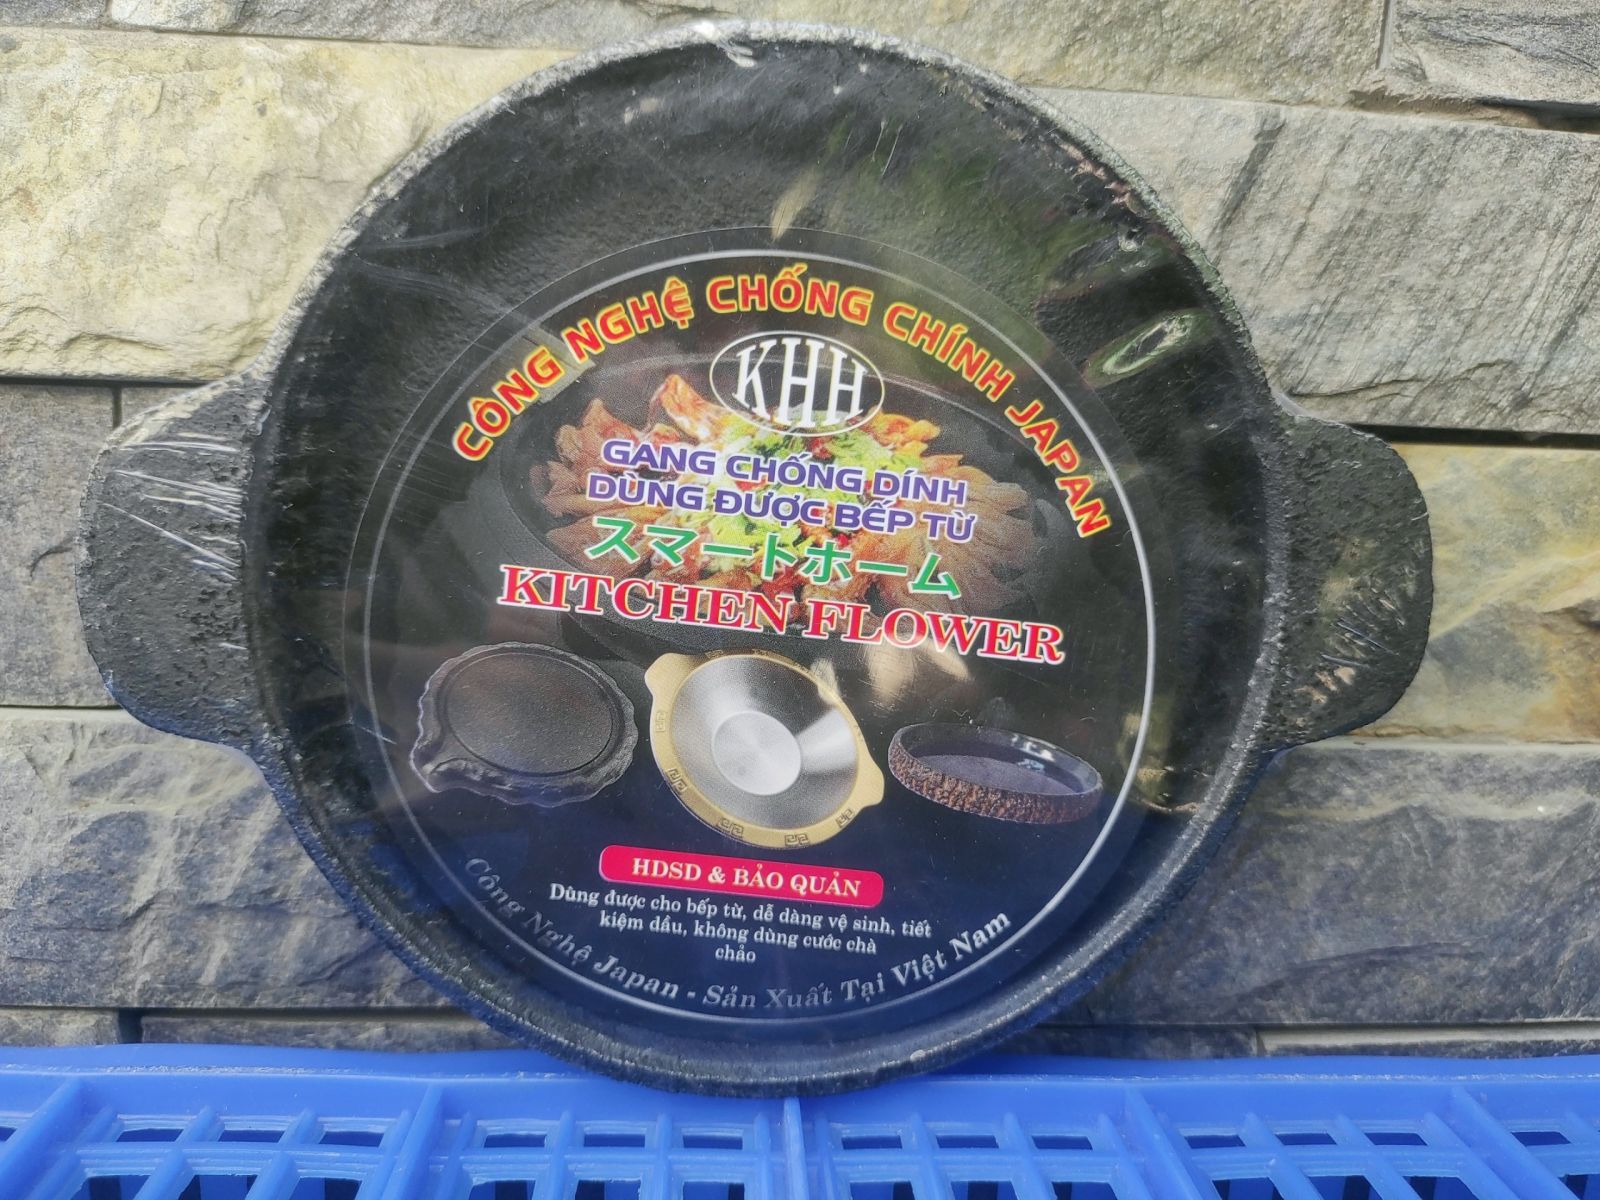 CÔNG NGHỆ CHỐNG CHÍNH JAPAN
KHH
GANG CHỐNG DÍNH
DÙNG ĐƯỢC BẾP TỪ
スマートホーム
KITCHEN FLOWER
HDSD & BẢO QUẢN
Dùng được cho bếp từ, dễ dàng vệ sinh, tiết
kiệm dầu, không dùng cước chà
chảo
Công Nghệ Japan - Sản Xuất Tại Việt Nam